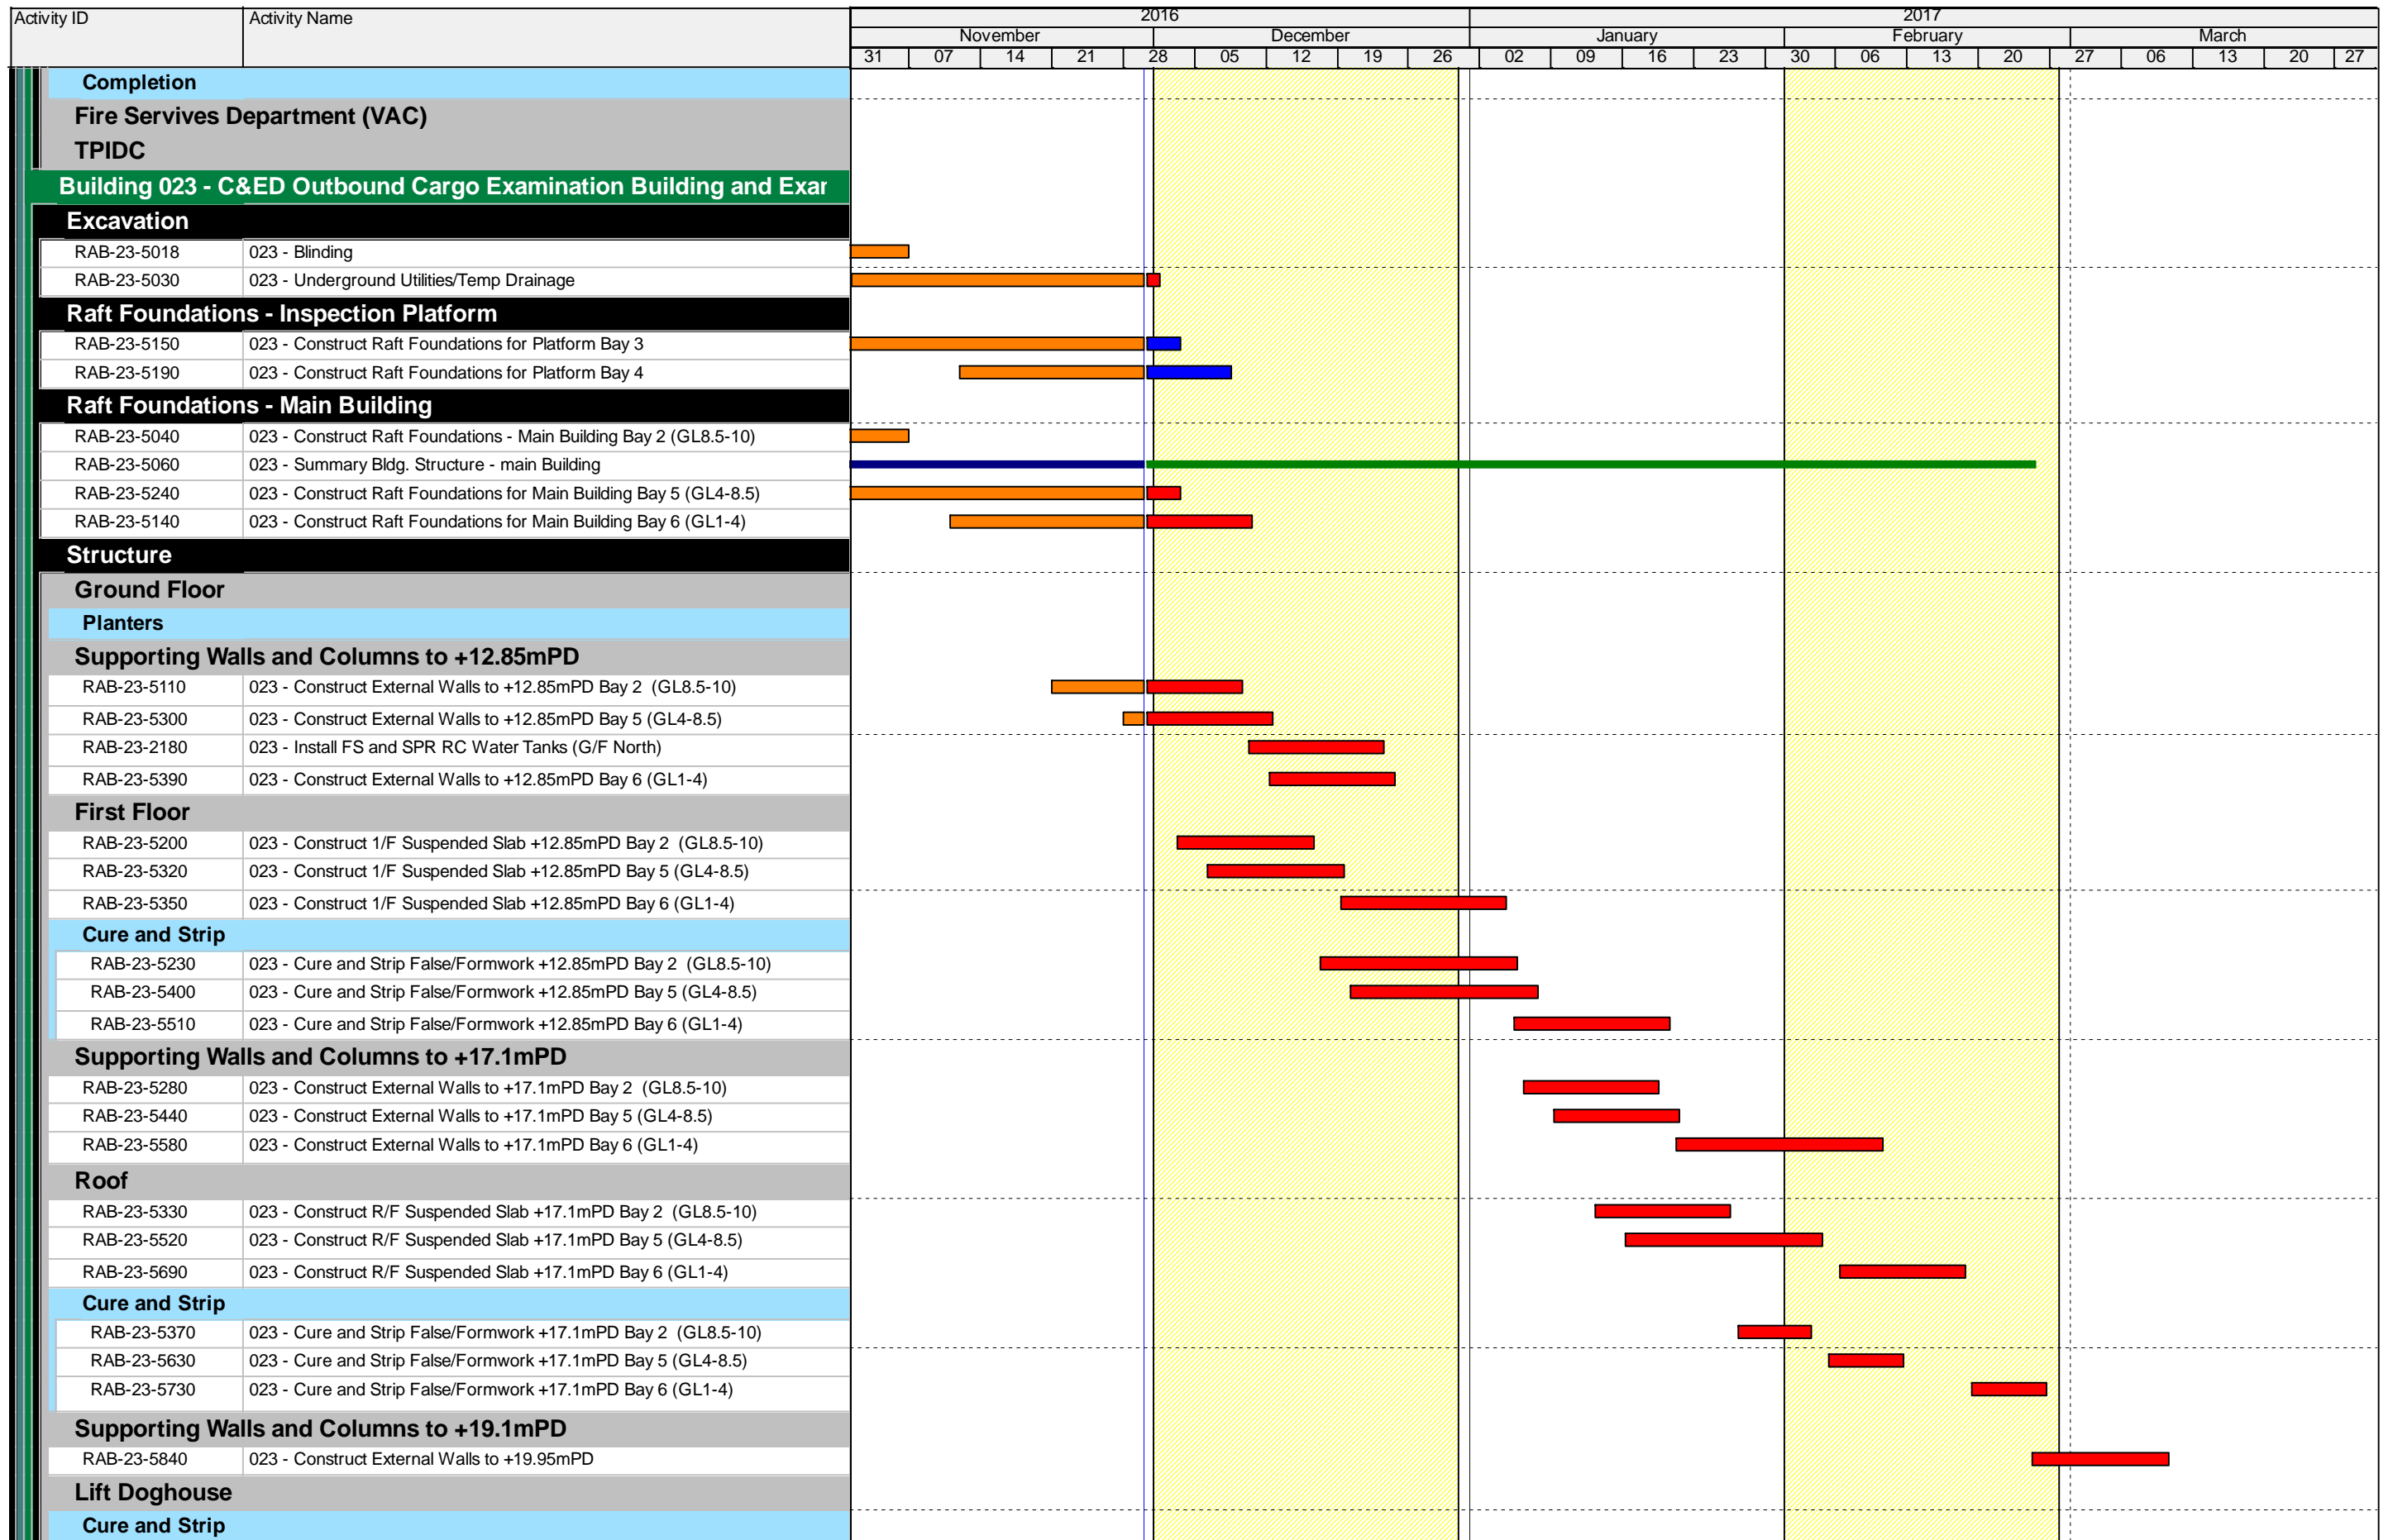 Activity ID Activity Name 2016 2017
November December January February March
31 07 14 21 28 05 12 19 26 02 09 16 23 30 06 13 20 27 06 13 20 27
Completion
Fire Servives Department (VAC)
TPIDC
Building 023 - C&ED Outbound Cargo Examination Building and Exar
Excavation
RAB-23-5018 023 - Blinding
RAB-23-5030 023 - Underground Utilities/Temp Drainage
Raft Foundations - Inspection Platform
RAB-23-5150 023 - Construct Raft Foundations for Platform Bay 3
RAB-23-5190 023 - Construct Raft Foundations for Platform Bay 4
Raft Foundations - Main Building
RAB-23-5040 023 - Construct Raft Foundations - Main Building Bay 2 (GL8.5-10)
RAB-23-5060 023 - Summary Bldg. Structure - main Building
RAB-23-5240 023 - Construct Raft Foundations for Main Building Bay 5 (GL4-8.5)
RAB-23-5140 023 - Construct Raft Foundations for Main Building Bay 6 (GL1-4)
Structure
Ground Floor
Planters
Supporting Walls and Columns to +12.85mPD
RAB-23-5110 023 - Construct External Walls to +12.85mPD Bay 2 (GL8.5-10)
RAB-23-5300 023 - Construct External Walls to +12.85mPD Bay 5 (GL4-8.5)
RAB-23-2180 023 - Install FS and SPR RC Water Tanks (G/F North)
RAB-23-5390 023 - Construct External Walls to +12.85mPD Bay 6 (GL1-4)
First Floor
RAB-23-5200 023 - Construct 1/F Suspended Slab +12.85mPD Bay 2 (GL8.5-10)
RAB-23-5320 023 - Construct 1/F Suspended Slab +12.85mPD Bay 5 (GL4-8.5)
RAB-23-5350 023 - Construct 1/F Suspended Slab +12.85mPD Bay 6 (GL1-4)
Cure and Strip
RAB-23-5230 023 - Cure and Strip False/Formwork +12.85mPD Bay 2 (GL8.5-10)
RAB-23-5400 023 - Cure and Strip False/Formwork +12.85mPD Bay 5 (GL4-8.5)
RAB-23-5510 023 - Cure and Strip False/Formwork +12.85mPD Bay 6 (GL1-4)
Supporting Walls and Columns to +17.1mPD
RAB-23-5280 023 - Construct External Walls to +17.1mPD Bay 2 (GL8.5-10)
RAB-23-5440 023 - Construct External Walls to +17.1mPD Bay 5 (GL4-8.5)
RAB-23-5580 023 - Construct External Walls to +17.1mPD Bay 6 (GL1-4)
Roof
RAB-23-5330 023 - Construct R/F Suspended Slab +17.1mPD Bay 2 (GL8.5-10)
RAB-23-5520 023 - Construct R/F Suspended Slab +17.1mPD Bay 5 (GL4-8.5)
RAB-23-5690 023 - Construct R/F Suspended Slab +17.1mPD Bay 6 (GL1-4)
Cure and Strip
RAB-23-5370 023 - Cure and Strip False/Formwork +17.1mPD Bay 2 (GL8.5-10)
RAB-23-5630 023 - Cure and Strip False/Formwork +17.1mPD Bay 5 (GL4-8.5)
RAB-23-5730 023 - Cure and Strip False/Formwork +17.1mPD Bay 6 (GL1-4)
Supporting Walls and Columns to +19.1mPD
RAB-23-5840 023 - Construct External Walls to +19.95mPD
Lift Doghouse
Cure and Strip